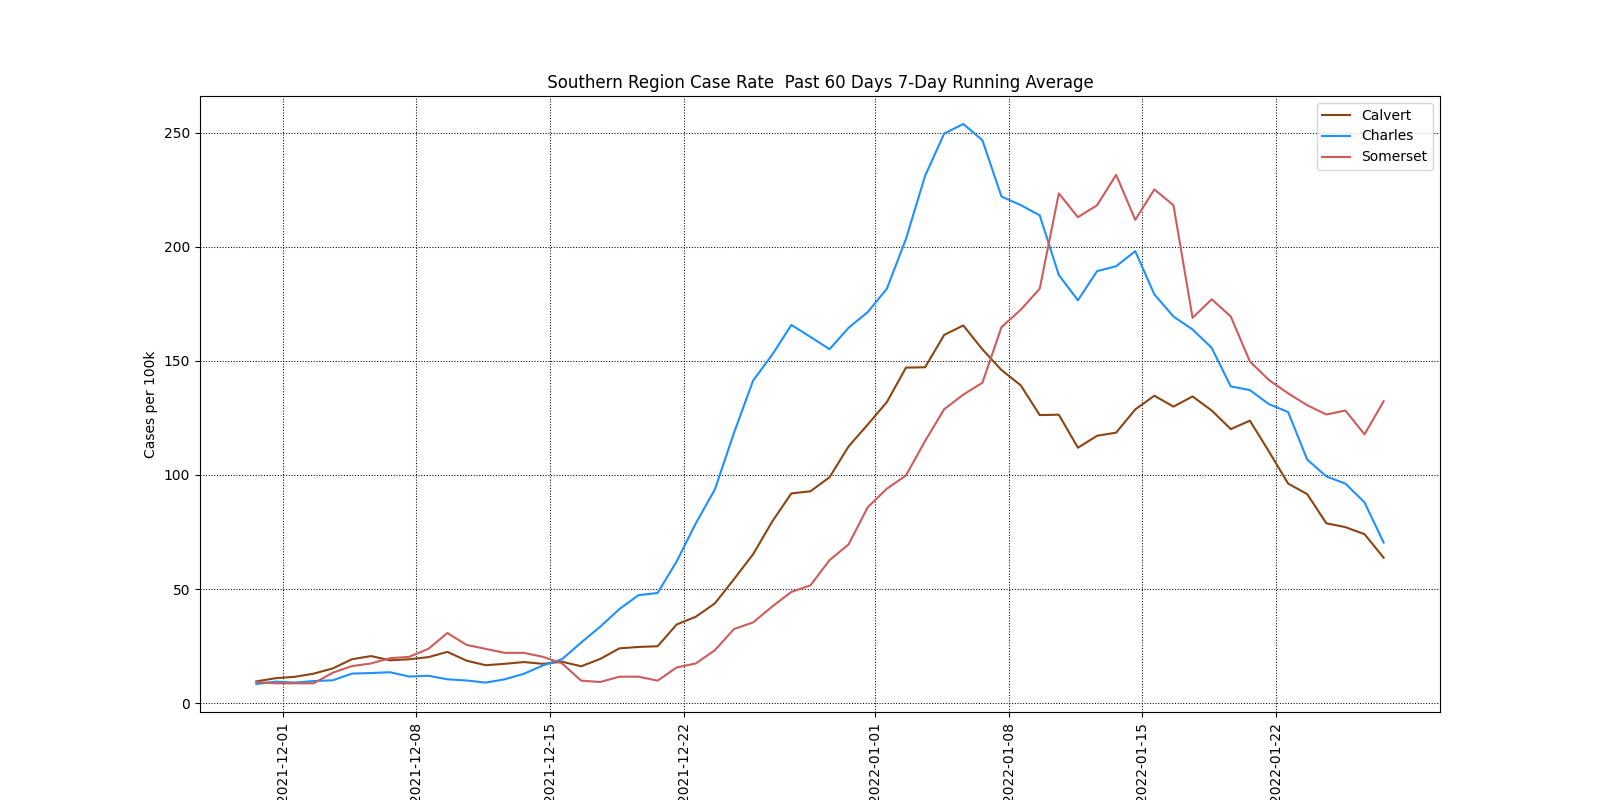 Southern Region Case Rate  Past 60 Days 7-Day Running Average
Calvert
Charles
Somerset
Cases per 100k
250
200
150
100
50
0
2021-12-01
2021-12-08
2021-12-15
2021-12-22
2022-01-01
2022-01-08
2022-01-15
2022-01-22